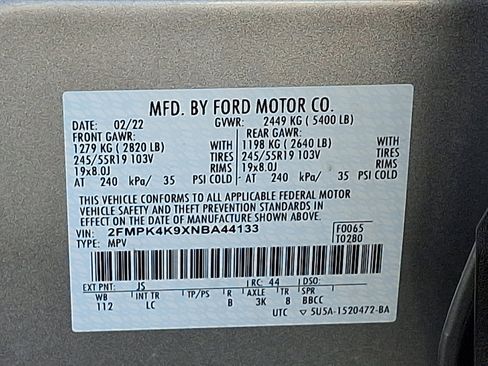 MFD. BY FORD MOTOR CO.
DATE: 02/22 GVWR: 2449 KG ( 5400 LB)
FRONT GAWR: REAR GAWR:
1279 KG ( 2820 LB) WITH 1198 KG ( 2640 LB) WITH
245/55R19 103V TIRES 245/55R19 103V TIRES
19x8.0J RIMS 19x8.0J RIMS
AT 240 kPa/ 35 PSI COLD AT 240 kPa/ 35 PSI COLD
THIS VEHICLE CONFORMS TO ALL APPLICABLE FEDERAL MOTOR
VEHICLE SAFETY AND THEFT PREVENTION STANDARDS IN
EFFECT ON THE DATE OF MANUFACTURE SHOWN ABOVE.
VIN: 2FMPK4K9XNBA44133 F0065
TYPE: MPV T0280
EXT PNT: JS RC: 44 DSO:
WB INT TR TP/PS R AXLE TR SPR
112 LC B 3K 8 BBCC
UTC ▽ 5U5A-1520472-BA